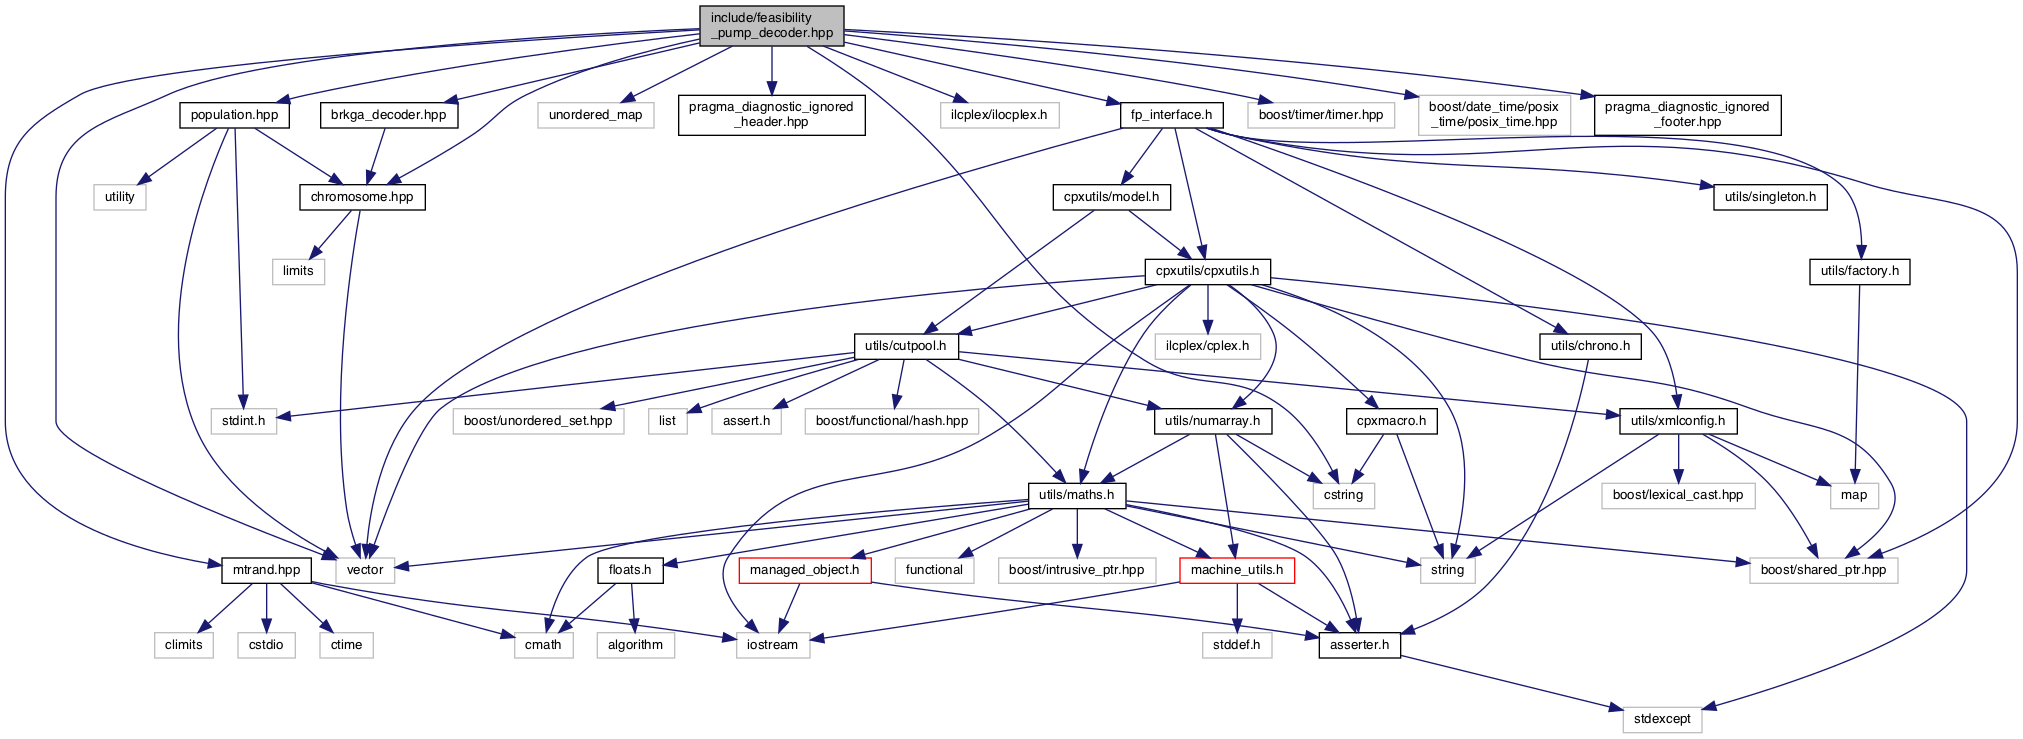 include/feasibility
_pump_decoder.hpp
population.hpp
brkga_decoder.hpp
unordered_map
pragma_diagnostic_ignored
_header.hpp
ilcplex/ilocplex.h
fp_interface.h
boost/timer/timer.hpp
boost/date_time/posix
_time/posix_time.hpp
pragma_diagnostic_ignored
_footer.hpp
utility
chromosome.hpp
cpxutils/model.h
utils/singleton.h
limits
cpxutils/cpxutils.h
utils/factory.h
utils/cutpool.h
ilcplex/cplex.h
utils/chrono.h
stdint.h
boost/unordered_set.hpp
list
assert.h
boost/functional/hash.hpp
utils/numarray.h
cpxmacro.h
utils/xmlconfig.h
utils/maths.h
cstring
boost/lexical_cast.hpp
map
mtrand.hpp
vector
floats.h
managed_object.h
functional
boost/intrusive_ptr.hpp
machine_utils.h
string
boost/shared_ptr.hpp
climits
cstdio
ctime
cmath
algorithm
iostream
stddef.h
asserter.h
stdexcept